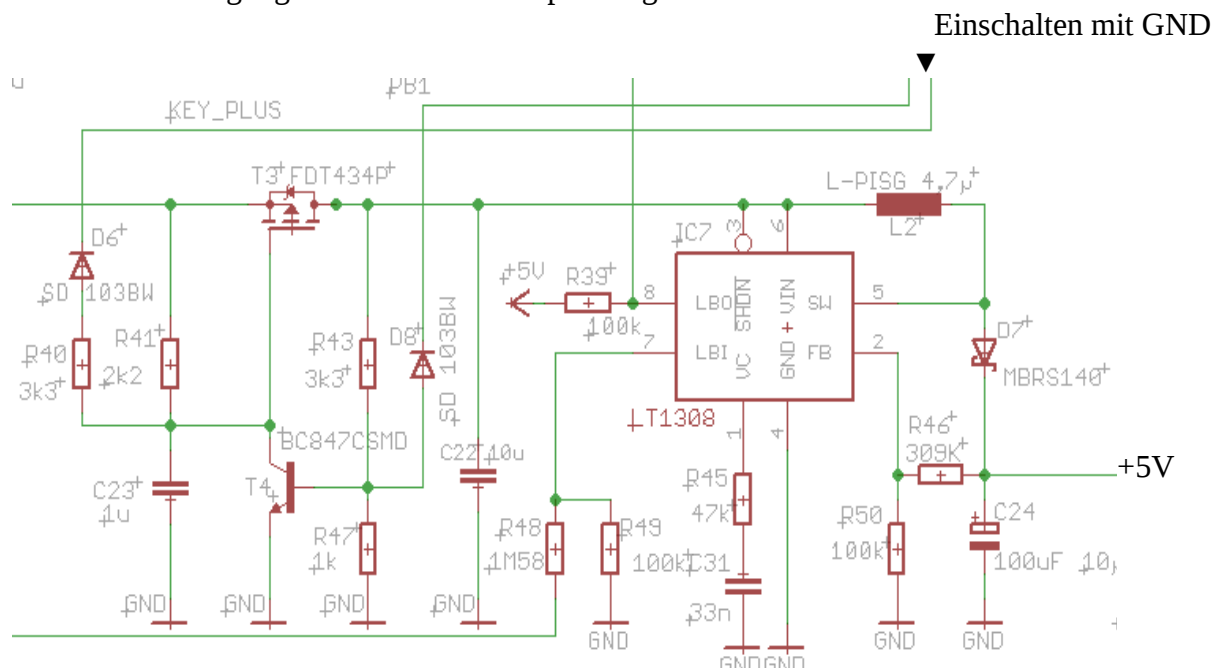 Einschalten mit GND
▼
PB1
KEY_PLUS
T3 FDT434P
L-PISG 4.7µ
L2
D6
SD 103BW
IC7
3
6
+5V
R39
100k
8
LBO
SHDN
VIN
SW
5
D7
MBRS140
R40
3k3
R41
2k2
R43
3k3
D8
SD 103BW
7
LBI
VC
GND
+
FB
2
LT1308
1
4
R46
309K
+5V
BC847CSMD
T4
C22 10u
C23
1u
R45
47k
R47
1k
R48
1M58
R49
100k
C31
33n
R50
100k
C24
100uF 10
GND
GND
GND
GND
GND
GND
GND
GND
GND